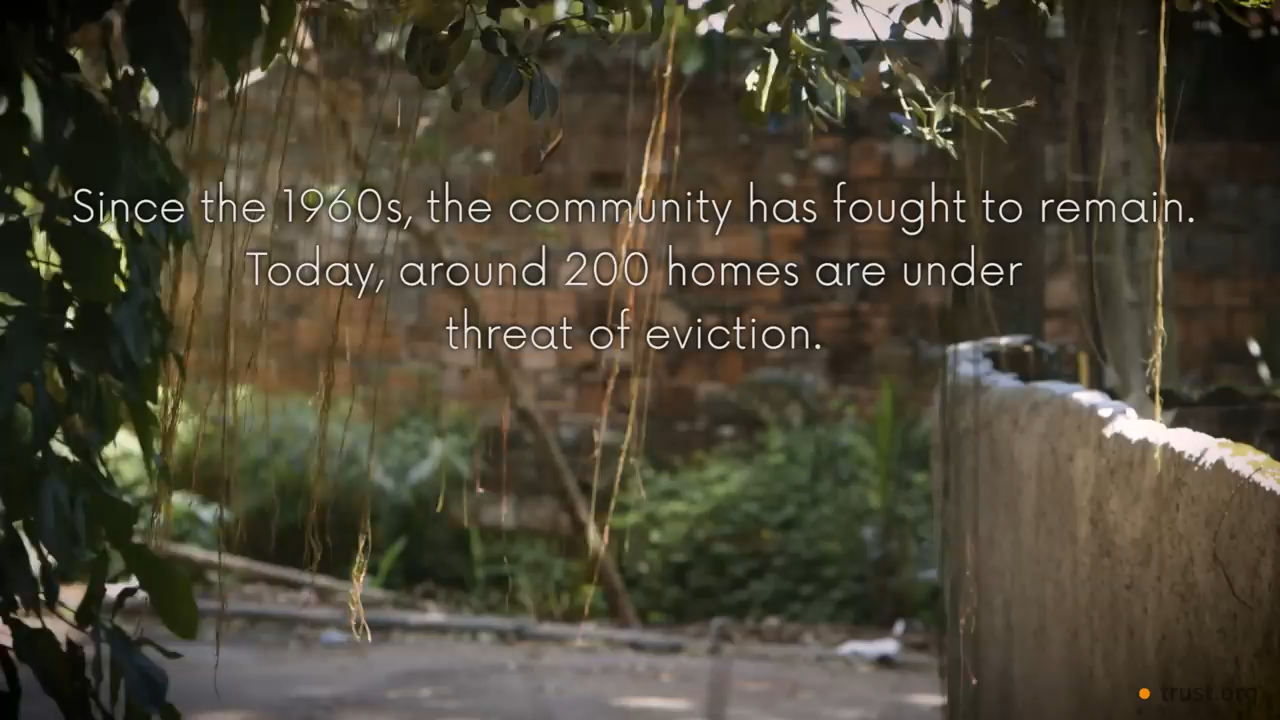 Since the 1960s, the community has fought to remain.
Today, around 200 homes are under
threat of eviction.
trust.org